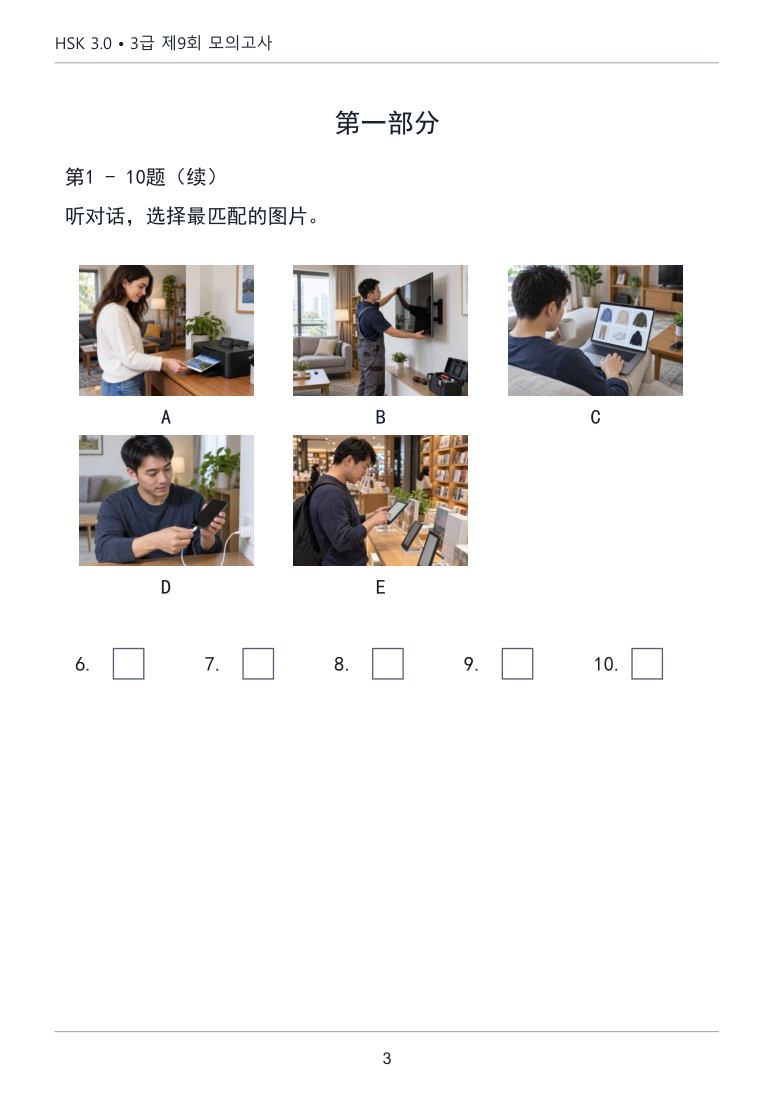 HSK 3.0 • 3급 제9회 모의고사
第一部分
第1 - 10题（续）
听对话，选择最匹配的图片。
A B C
D E
6. 7. 8. 9. 10.
3